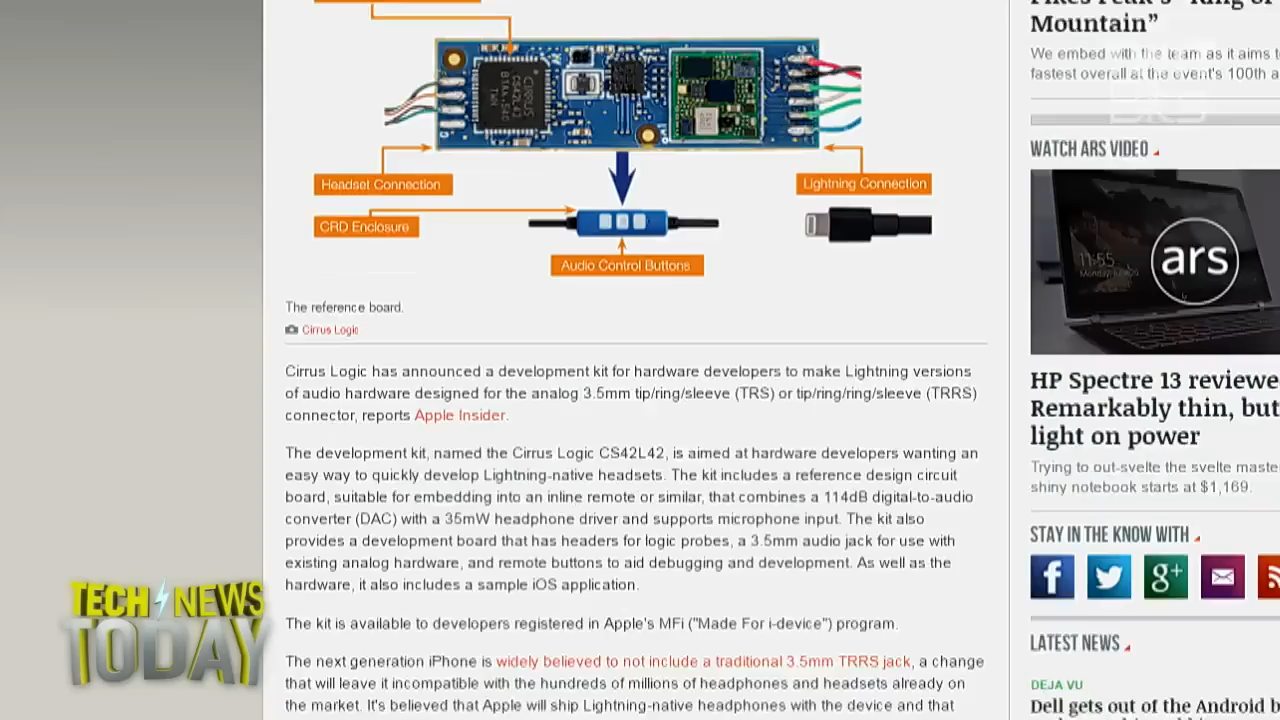 Mountain”
We embed with the team as it aims t
fastest overall at the event's 100th a
CIRRUS
CS42L42
Headset Connection
Lightning Connection
CRD Enclosure
Audio Control Buttons
WATCH ARS VIDEO
11:55
ars
The reference board.
Cirrus Logic
Cirrus Logic has announced a development kit for hardware developers to make Lightning versions
of audio hardware designed for the analog 3.5mm tip/ring/sleeve (TRS) or tip/ring/ring/sleeve (TRRS)
connector, reports Apple Insider.
The development kit, named the Cirrus Logic CS42L42, is aimed at hardware developers wanting an
easy way to quickly develop Lightning-native headsets. The kit includes a reference design circuit
board, suitable for embedding into an inline remote or similar, that combines a 114dB digital-to-audio
converter (DAC) with a 35mW headphone driver and supports microphone input. The kit also
provides a development board that has headers for logic probes, a 3.5mm audio jack for use with
existing analog hardware, and remote buttons to aid debugging and development. As well as the
hardware, it also includes a sample iOS application.
The kit is available to developers registered in Apple's MFi ("Made For i-device") program.
The next generation iPhone is widely believed to not include a traditional 3.5mm TRRS jack, a change
that will leave it incompatible with the hundreds of millions of headphones and headsets already on
the market. It's believed that Apple will ship Lightning-native headphones with the device and that
HP Spectre 13 reviewe
Remarkably thin, but
light on power
Trying to out-svelte the svelte maste
shiny notebook starts at $1,169.
STAY IN THE KNOW WITH
f
g+
LATEST NEWS
DEJA VU
Dell gets out of the Android b
TECH NEWS
TODAY